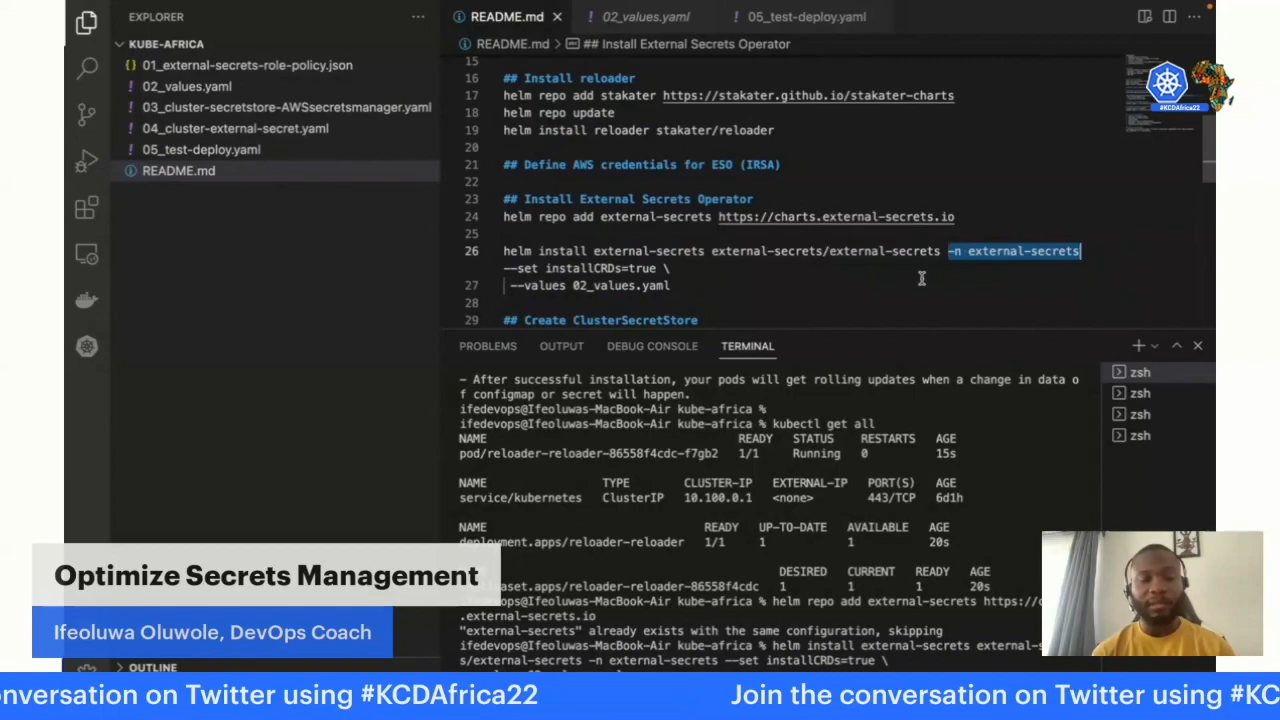 EXPLORER
KUBE-AFRICA
01_external-secrets-role-policy.json
02_values.yaml
03_cluster-secretstore-AWSsecretsmanager.yaml
04_cluster-external-secret.yaml
05_test-deploy.yaml
README.md
OUTLINE
README.md
02_values.yaml
05_test-deploy.yaml
README.md > ## Install External Secrets Operator
15
16 ## Install reloader
17 helm repo add stakater https://stakater.github.io/stakater-charts
18 helm repo update
19 helm install reloader stakater/reloader
20
21 ## Define AWS credentials for ESO (IRSA)
22
23 ## Install External Secrets Operator
24 helm repo add external-secrets https://charts.external-secrets.io
25
26 helm install external-secrets external-secrets/external-secrets -n external-secrets
--set installCRDs=true \
27 --values 02_values.yaml
28
29 ## Create ClusterSecretStore
#KCDAfrica22
PROBLEMS OUTPUT DEBUG CONSOLE TERMINAL
zsh
zsh
zsh
zsh
- After successful installation, your pods will get rolling updates when a change in data o
f configmap or secret will happen.
ifedevops@Ifeoluwas-MacBook-Air kube-africa %
ifedevops@Ifeoluwas-MacBook-Air kube-africa % kubectl get all
NAME READY STATUS RESTARTS AGE
pod/reloader-reloader-86558f4cdc-f7gb2 1/1 Running 0 15s
NAME TYPE CLUSTER-IP EXTERNAL-IP PORT(S) AGE
service/kubernetes ClusterIP 10.100.0.1 <none> 443/TCP 6d1h
NAME READY UP-TO-DATE AVAILABLE AGE
deployment.apps/reloader-reloader 1/1 1 1 20s
DESIRED CURRENT READY AGE
aset.apps/reloader-reloader-86558f4cdc 1 1 1 20s
ifedevops@Ifeoluwas-MacBook-Air kube-africa % helm repo add external-secrets https://c
.external-secrets.io
"external-secrets" already exists with the same configuration, skipping
ifedevops@Ifeoluwas-MacBook-Air kube-africa % helm install external-secrets external-
s/external-secrets -n external-secrets --set installCRDs=true \
Optimize Secrets Management
Ifeoluwa Oluwole, DevOps Coach
onversation on Twitter using #KCDAfrica22
Join the conversation on Twitter using #KC